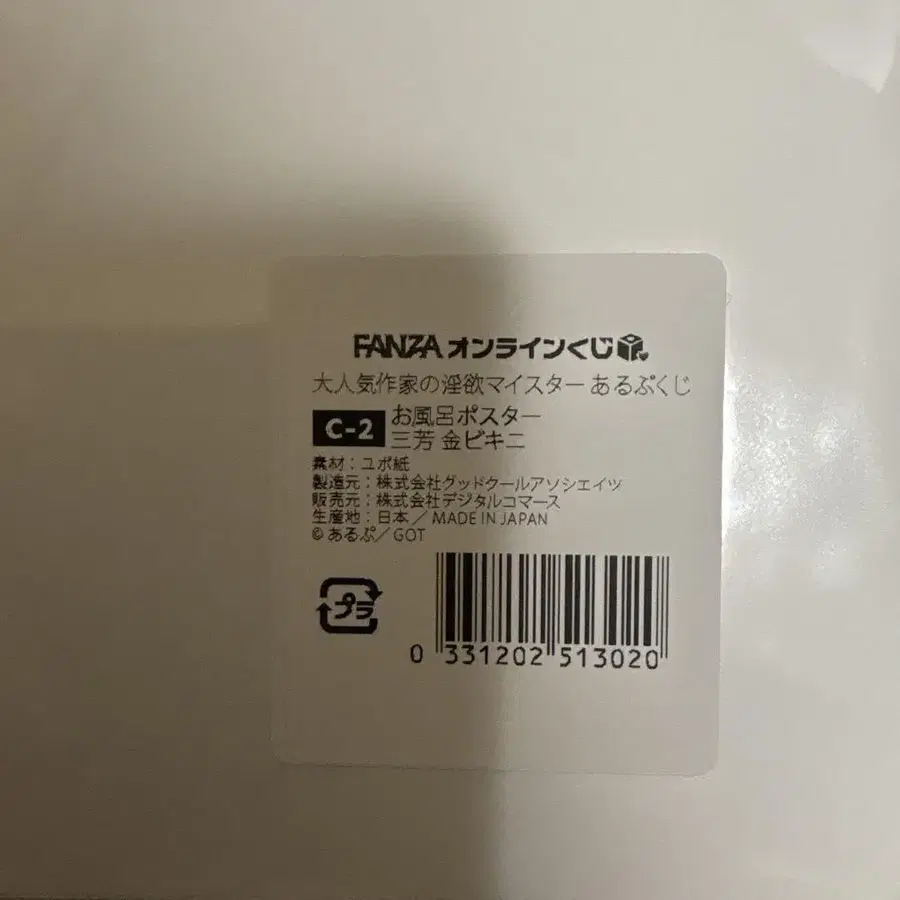 FANZA オンラインくじ
大人気作家の淫欲マイスター あるぷくじ
C-2 お風呂ポスター
三芳 金ビキニ
素材:ユポ紙
製造元:株式会社グッドクールアソシエイツ
販売元:株式会社デジタルコマース
生産地:日本/MADE IN JAPAN
© あるぷ/GOT
プラ
0 331202 513020